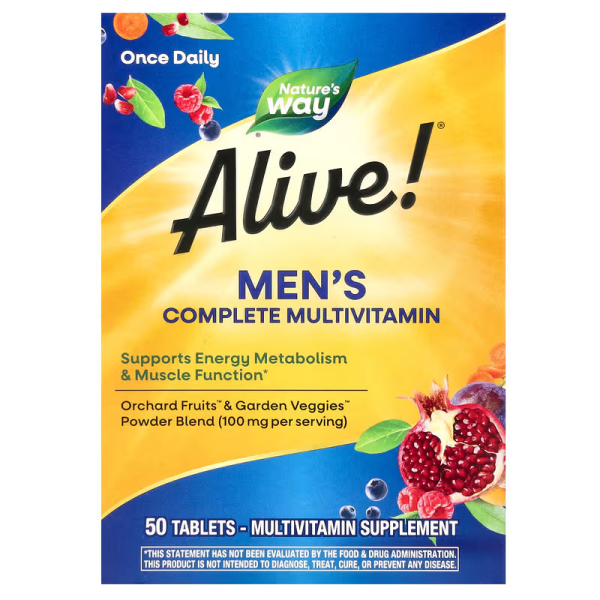 Once Daily
Nature's
way®
Alive!®
MEN'S
COMPLETE MULTIVITAMIN
Supports Energy Metabolism
& Muscle Function*
Orchard Fruits™ & Garden Veggies™
Powder Blend (100 mg per serving)
50 TABLETS - MULTIVITAMIN SUPPLEMENT
*THIS STATEMENT HAS NOT BEEN EVALUATED BY THE FOOD & DRUG ADMINISTRATION.
THIS PRODUCT IS NOT INTENDED TO DIAGNOSE, TREAT, CURE, OR PREVENT ANY DISEASE.